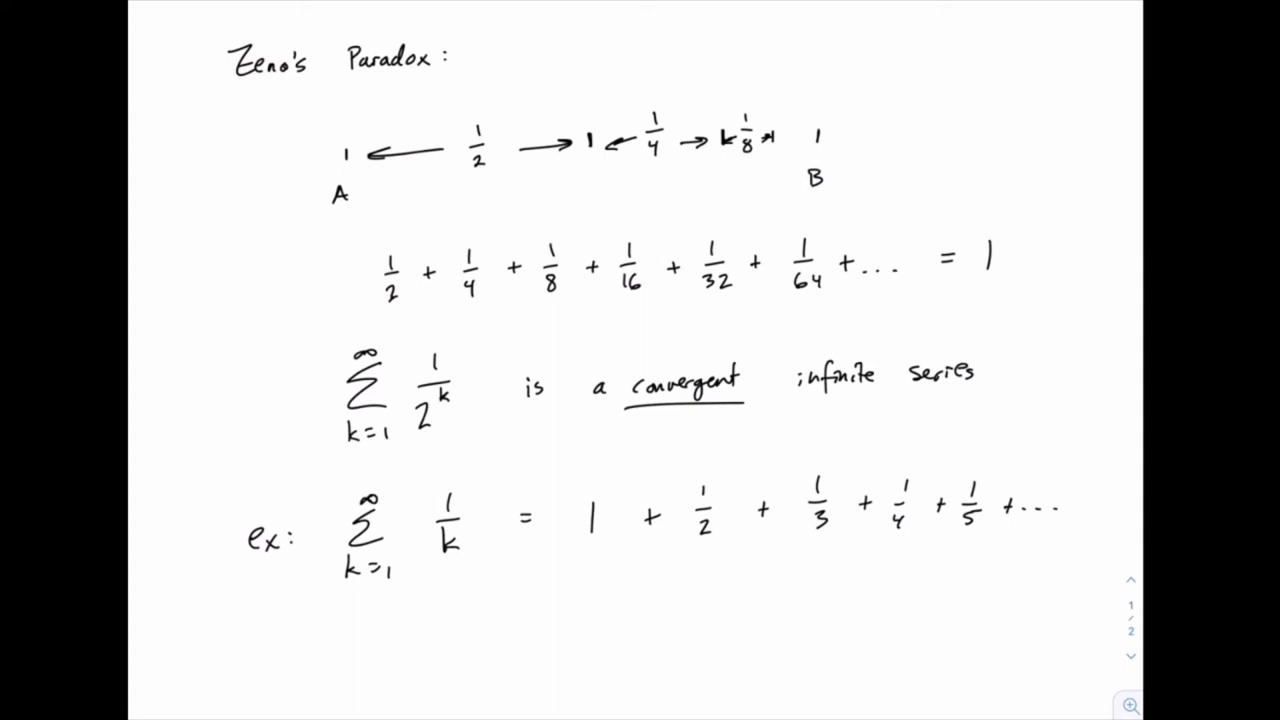 Zeno's Paradox:
1/2 1/4 1/8
A B
1/2 + 1/4 + 1/8 + 1/16 + 1/32 + 1/64 + ... = 1
∞ Σ k=1 1/2^k is a convergent infinite series
ex: ∞ Σ k=1 1/k = 1 + 1/2 + 1/3 + 1/4 + 1/5 + ...
1 / 2